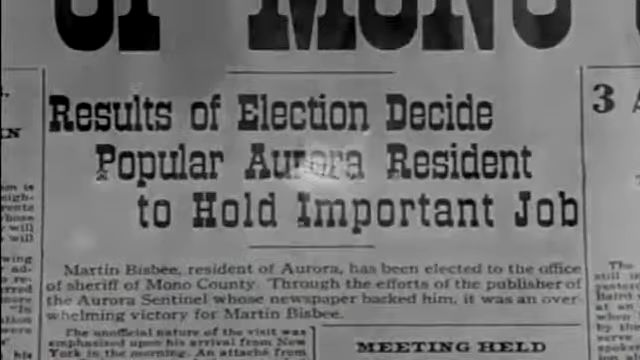 OF MONO
Results of Election Decide
Popular Aurora Resident
to Hold Important Job
3
Martin Bisbee, resident of Aurora, has been elected to the office
of sheriff of Mono County. Through the efforts of the publisher of
the Aurora Sentinel whose newspaper backed him, it was an over
whelming victory for Martin Bisbee.
The unofficial nature of the visit was
emphasized upon his arrival from New
York in the morning. An attaché from
MEETING HELD